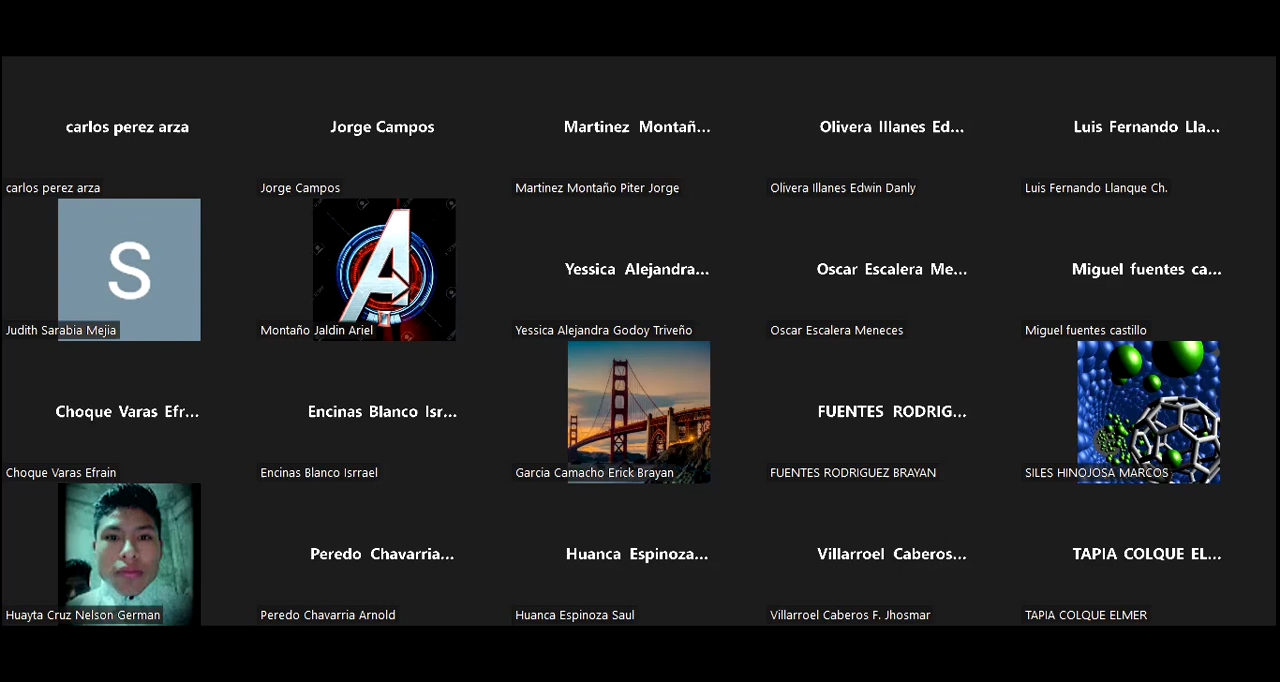 carlos perez arza
Jorge Campos
Martinez Montañ...
Olivera Illanes Ed...
Luis Fernando Lla...
carlos perez arza
Jorge Campos
Martinez Montaño Piter Jorge
Olivera Illanes Edwin Danly
Luis Fernando Llanque Ch.
S
A
Yessica Alejandra...
Oscar Escalera Me...
Miguel fuentes ca...
Judith Sarabia Mejia
Montaño Jaldin Ariel
Yessica Alejandra Godoy Triveño
Oscar Escalera Meneces
Miguel fuentes castillo
Choque Varas Efr...
Encinas Blanco Isr...
FUENTES RODRIG...
Choque Varas Efrain
Encinas Blanco Isrrael
Garcia Camacho Erick Brayan
FUENTES RODRIGUEZ BRAYAN
SILES HINOJOSA MARCOS
Peredo Chavarria...
Huanca Espinoza...
Villarroel Caberos...
TAPIA COLQUE EL...
Huayta Cruz Nelson German
Peredo Chavarria Arnold
Huanca Espinoza Saul
Villarroel Caberos F. Jhosmar
TAPIA COLQUE ELMER